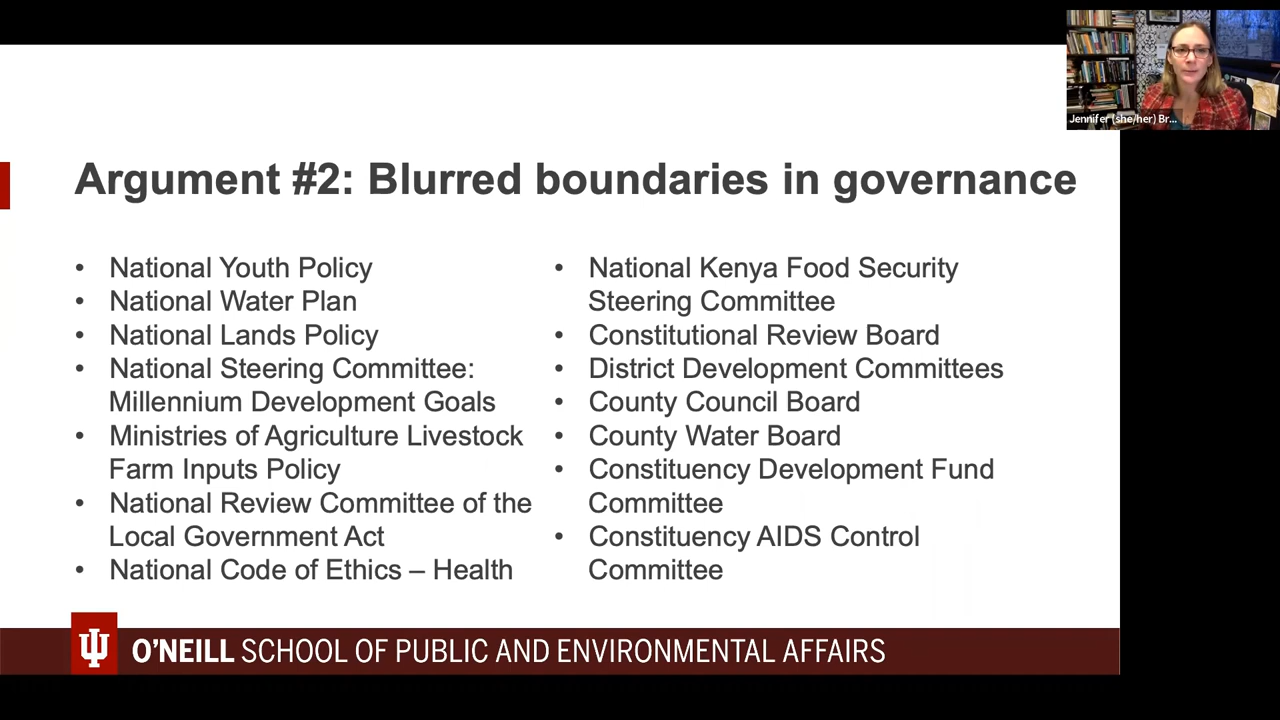 Jennifer (she/her) Br...
Argument #2: Blurred boundaries in governance
• National Youth Policy
• National Water Plan
• National Lands Policy
• National Steering Committee:
Millennium Development Goals
• Ministries of Agriculture Livestock
Farm Inputs Policy
• National Review Committee of the
Local Government Act
• National Code of Ethics – Health
• National Kenya Food Security
Steering Committee
• Constitutional Review Board
• District Development Committees
• County Council Board
• County Water Board
• Constituency Development Fund
Committee
• Constituency AIDS Control
Committee
O'NEILL SCHOOL OF PUBLIC AND ENVIRONMENTAL AFFAIRS